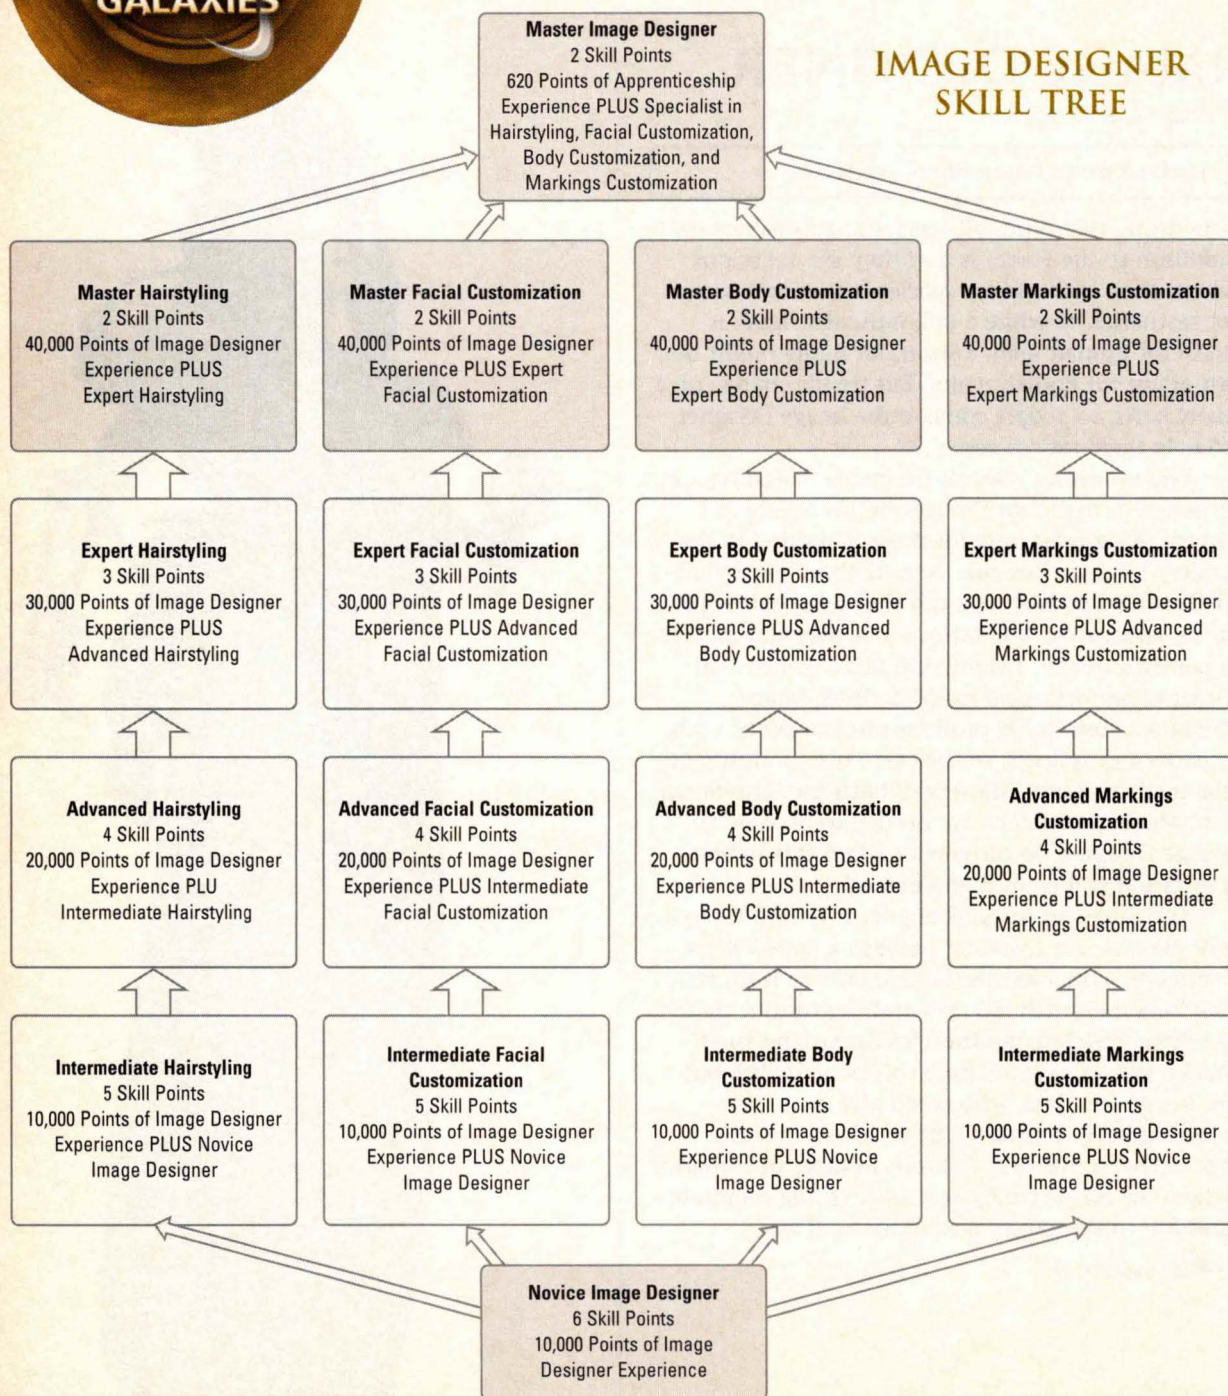 GALAXIES
IMAGE DESIGNER
SKILL TREE
Master Image Designer
2 Skill Points
620 Points of Apprenticeship
Experience PLUS Specialist in
Hairstyling, Facial Customization,
Body Customization, and
Markings Customization
Master Hairstyling
2 Skill Points
40,000 Points of Image Designer
Experience PLUS
Expert Hairstyling
Master Facial Customization
2 Skill Points
40,000 Points of Image Designer
Experience PLUS Expert
Facial Customization
Master Body Customization
2 Skill Points
40,000 Points of Image Designer
Experience PLUS
Expert Body Customization
Master Markings Customization
2 Skill Points
40,000 Points of Image Designer
Experience PLUS
Expert Markings Customization
Expert Hairstyling
3 Skill Points
30,000 Points of Image Designer
Experience PLUS
Advanced Hairstyling
Expert Facial Customization
3 Skill Points
30,000 Points of Image Designer
Experience PLUS Advanced
Facial Customization
Expert Body Customization
3 Skill Points
30,000 Points of Image Designer
Experience PLUS Advanced
Body Customization
Expert Markings Customization
3 Skill Points
30,000 Points of Image Designer
Experience PLUS Advanced
Markings Customization
Advanced Hairstyling
4 Skill Points
20,000 Points of Image Designer
Experience PLU
Intermediate Hairstyling
Advanced Facial Customization
4 Skill Points
20,000 Points of Image Designer
Experience PLUS Intermediate
Facial Customization
Advanced Body Customization
4 Skill Points
20,000 Points of Image Designer
Experience PLUS Intermediate
Body Customization
Advanced Markings
Customization
4 Skill Points
20,000 Points of Image Designer
Experience PLUS Intermediate
Markings Customization
Intermediate Hairstyling
5 Skill Points
10,000 Points of Image Designer
Experience PLUS Novice
Image Designer
Intermediate Facial
Customization
5 Skill Points
10,000 Points of Image Designer
Experience PLUS Novice
Image Designer
Intermediate Body
Customization
5 Skill Points
10,000 Points of Image Designer
Experience PLUS Novice
Image Designer
Intermediate Markings
Customization
5 Skill Points
10,000 Points of Image Designer
Experience PLUS Novice
Image Designer
Novice Image Designer
6 Skill Points
10,000 Points of Image
Designer Experience